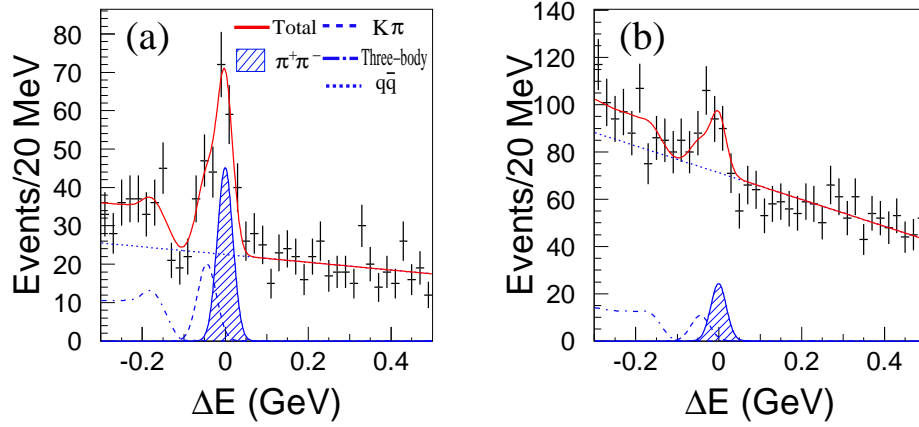 (a)
Total
Kπ
π⁺π⁻
Three-body
qq̄
Events/20 MeV
80
70
60
50
40
30
20
10
0
-0.2 0 0.2 0.4
ΔE (GeV)
(b)
Events/20 MeV
140
120
100
80
60
40
20
0
-0.2 0 0.2 0.4
ΔE (GeV)